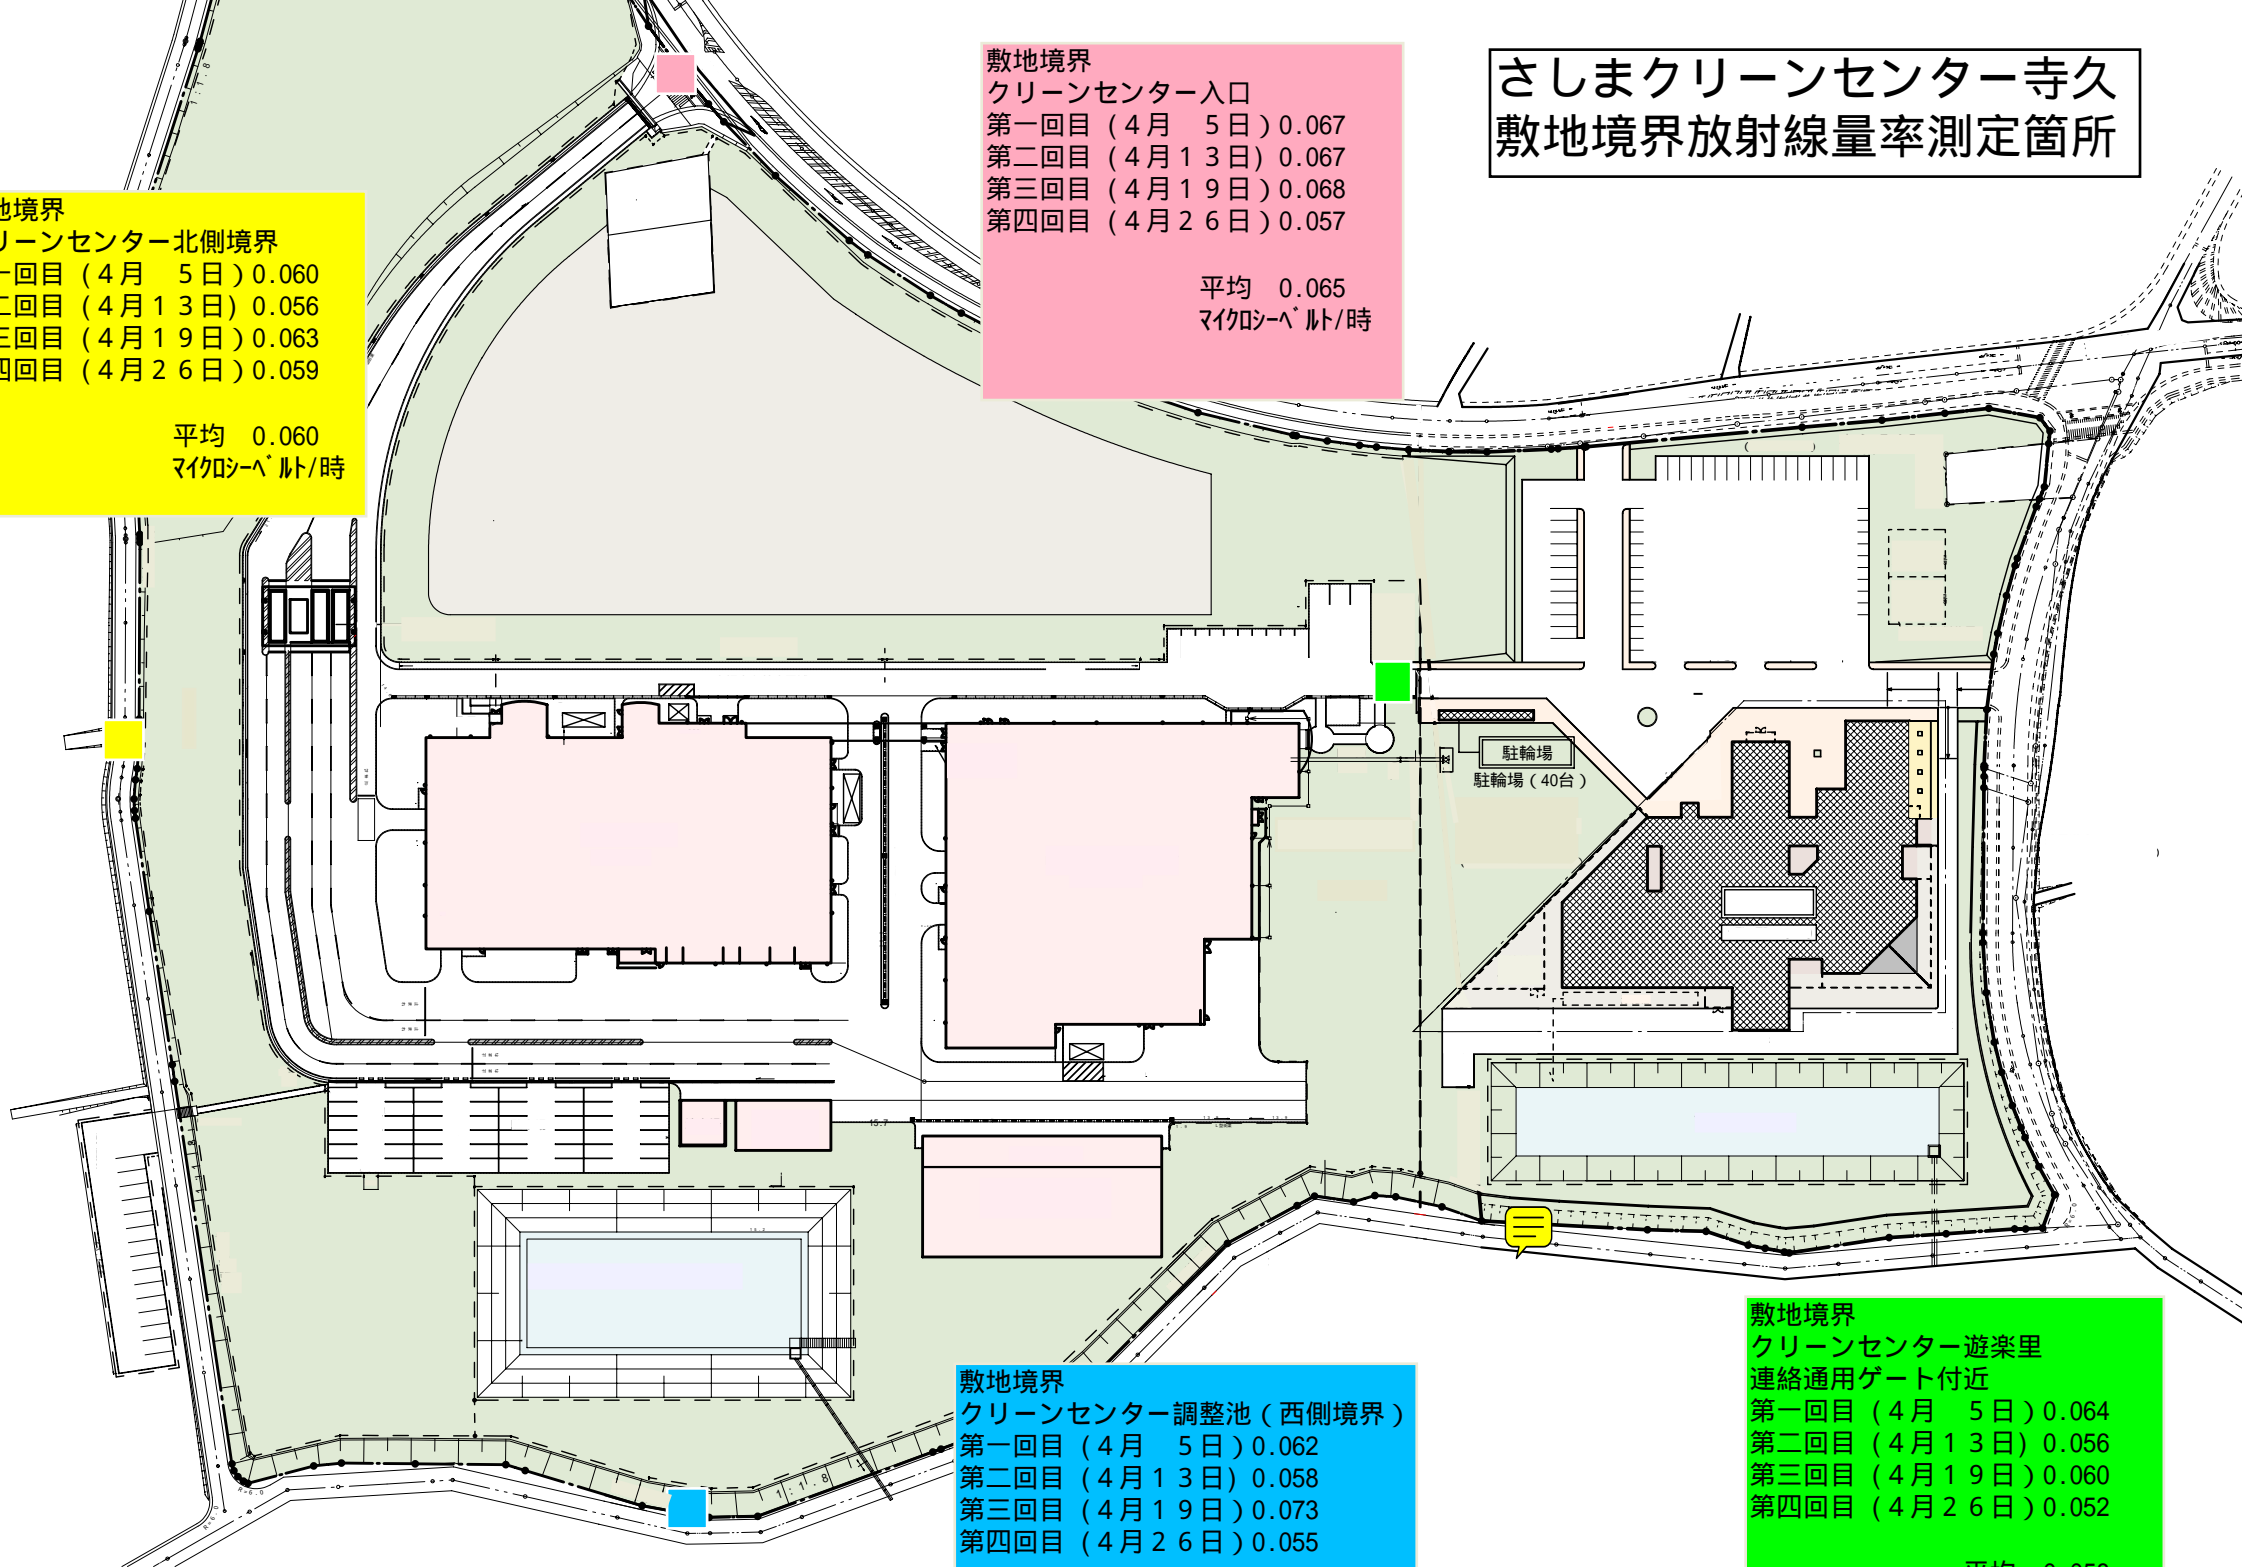 さしまクリーンセンター寺久
敷地境界放射線量率測定箇所
敷地境界
クリーンセンター入口
第一回目（４月　５日）0.067
第二回目（４月１３日）0.067
第三回目（４月１９日）0.068
第四回目（４月２６日）0.057
平均　0.065
ﾏｲｸﾛｼｰﾍﾞﾙﾄ/時
地境界
リーンセンター北側境界
一回目（４月　５日）0.060
二回目（４月１３日）0.056
三回目（４月１９日）0.063
四回目（４月２６日）0.059
平均　0.060
ﾏｲｸﾛｼｰﾍﾞﾙﾄ/時
駐輪場
駐輪場（40台）
15.7
1:1.8
R=6.0
敷地境界
クリーンセンター調整池（西側境界）
第一回目（４月　５日）0.062
第二回目（４月１３日）0.058
第三回目（４月１９日）0.073
第四回目（４月２６日）0.055
敷地境界
クリーンセンター遊楽里
連絡通用ゲート付近
第一回目（４月　５日）0.064
第二回目（４月１３日）0.056
第三回目（４月１９日）0.060
第四回目（４月２６日）0.052